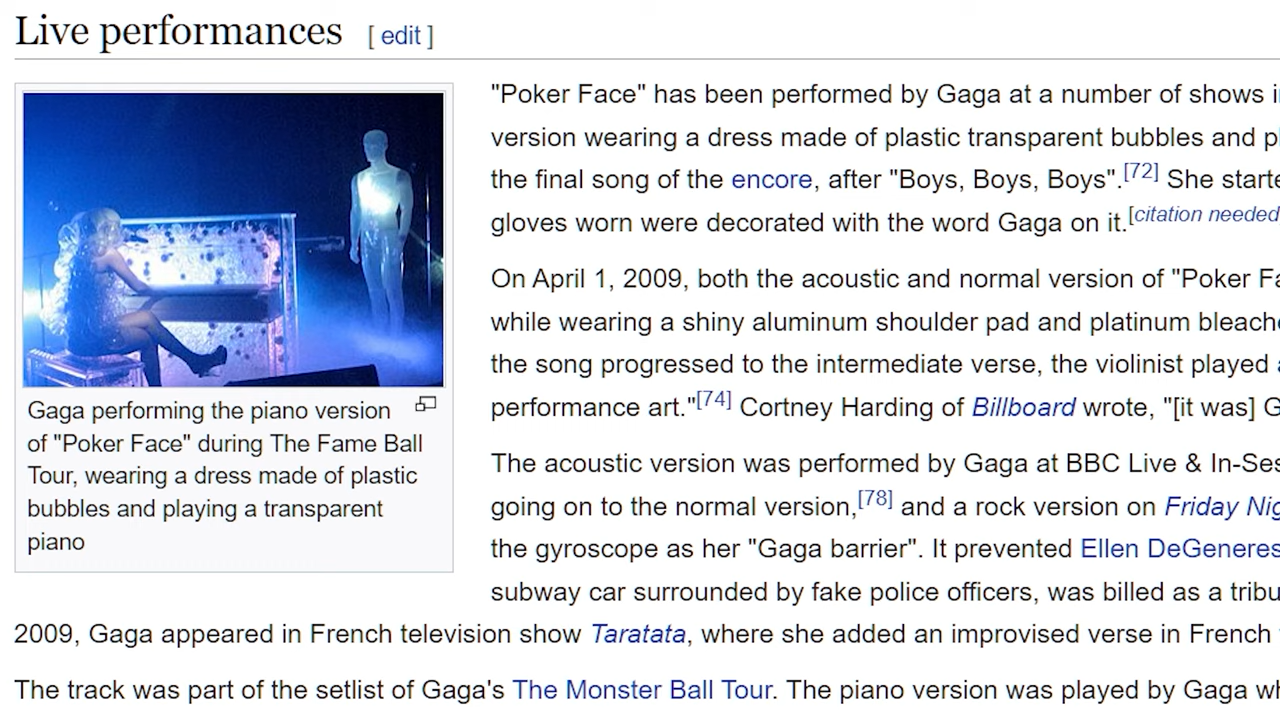 Live performances [ edit ]
"Poker Face" has been performed by Gaga at a number of shows
version wearing a dress made of plastic transparent bubbles and
the final song of the encore, after "Boys, Boys, Boys".[72] She
gloves worn were decorated with the word Gaga on it.[citation needed
On April 1, 2009, both the acoustic and normal version of "Poker
while wearing a shiny aluminum shoulder pad and platinum
the song progressed to the intermediate verse, the violinist played
performance art."[74] Cortney Harding of Billboard wrote, "[it was]
The acoustic version was performed by Gaga at BBC Live &
going on to the normal version,[78] and a rock version on Friday
the gyroscope as her "Gaga barrier". It prevented Ellen DeGeneres
subway car surrounded by fake police officers, was billed as a
2009, Gaga appeared in French television show Taratata, where she added an improvised verse in French
The track was part of the setlist of Gaga's The Monster Ball Tour. The piano version was played by Gaga
Gaga performing the piano version
of "Poker Face" during The Fame Ball
Tour, wearing a dress made of plastic
bubbles and playing a transparent
piano